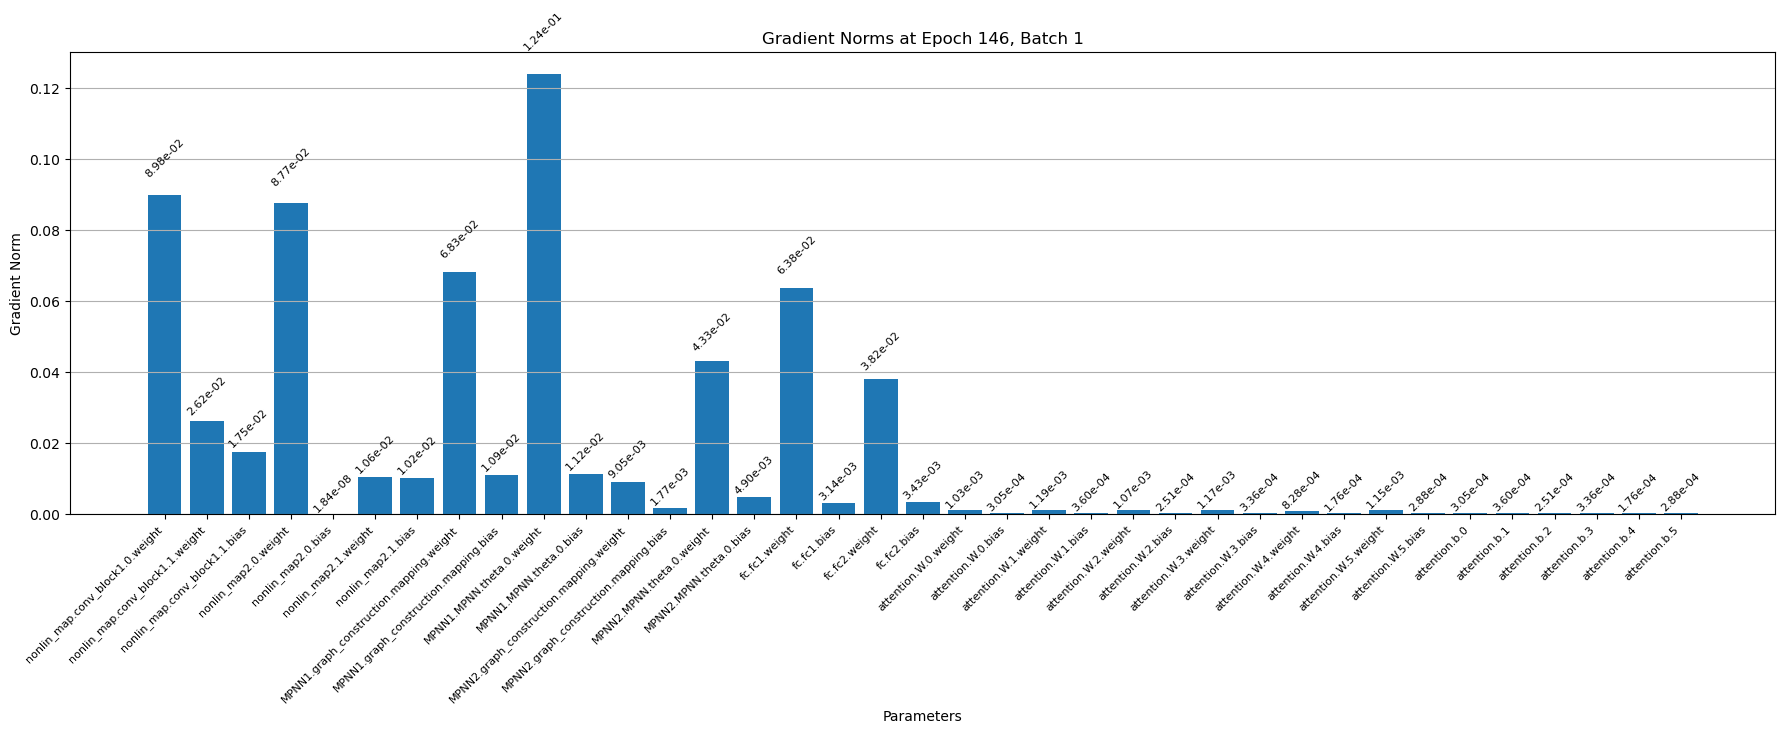 Gradient Norms at Epoch 146, Batch 1
Gradient Norm
0.12
0.10
0.08
0.06
0.04
0.02
0.00
8.98e-02
2.62e-02
1.75e-02
8.77e-02
1.84e-08
1.06e-02
1.02e-02
6.83e-02
1.09e-02
1.24e-01
1.12e-02
9.05e-03
1.77e-03
4.33e-02
4.90e-03
6.38e-02
3.14e-03
3.82e-02
3.43e-03
1.03e-03
3.05e-04
1.19e-03
3.60e-04
1.07e-03
2.51e-04
1.17e-03
3.36e-04
8.28e-04
1.76e-04
1.15e-03
2.88e-04
3.05e-04
3.60e-04
2.51e-04
3.36e-04
1.76e-04
2.88e-04
nonlin_map.conv_block1.0.weight
nonlin_map.conv_block1.1.weight
nonlin_map.conv_block1.1.bias
nonlin_map2.0.weight
nonlin_map2.0.bias
nonlin_map2.1.weight
nonlin_map2.1.bias
MPNN1.graph_construction.mapping.weight
MPNN1.graph_construction.mapping.bias
MPNN1.MPNN.theta.0.weight
MPNN1.MPNN.theta.0.bias
MPNN2.graph_construction.mapping.weight
MPNN2.graph_construction.mapping.bias
MPNN2.MPNN.theta.0.weight
MPNN2.MPNN.theta.0.bias
fc.fc1.weight
fc.fc1.bias
fc.fc2.weight
fc.fc2.bias
attention.W.0.weight
attention.W.0.bias
attention.W.1.weight
attention.W.1.bias
attention.W.2.weight
attention.W.2.bias
attention.W.3.weight
attention.W.3.bias
attention.W.4.weight
attention.W.4.bias
attention.W.5.weight
attention.W.5.bias
attention.b.0
attention.b.1
attention.b.2
attention.b.3
attention.b.4
attention.b.5
Parameters